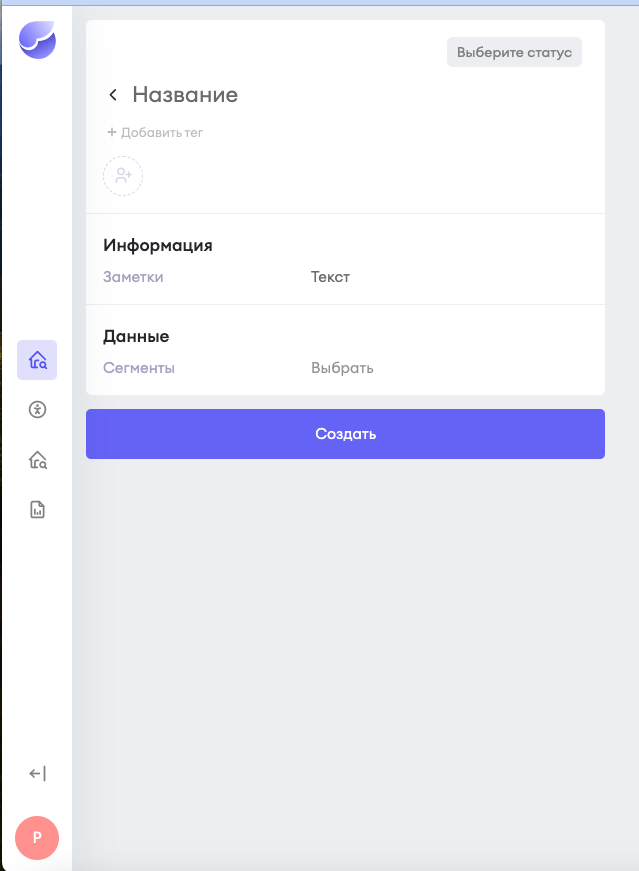 Выберите статус
Название
+ Добавить тег
Информация
Заметки Текст
Данные
Сегменты Выбрать
Создать
P